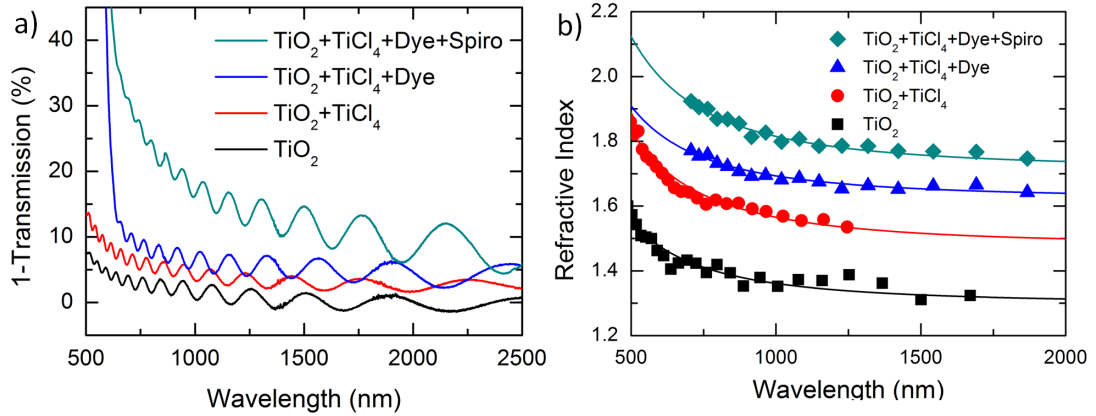 a)
40
30
20
10
0
1-Transmission (%)
TiO₂+TiCl₄+Dye+Spiro
TiO₂+TiCl₄+Dye
TiO₂+TiCl₄
TiO₂
500 1000 1500 2000 2500
Wavelength (nm)
b)
2.2
2.0
1.8
1.6
1.4
1.2
Refractive Index
TiO₂+TiCl₄+Dye+Spiro
TiO₂+TiCl₄+Dye
TiO₂+TiCl₄
TiO₂
500 1000 1500 2000
Wavelength (nm)